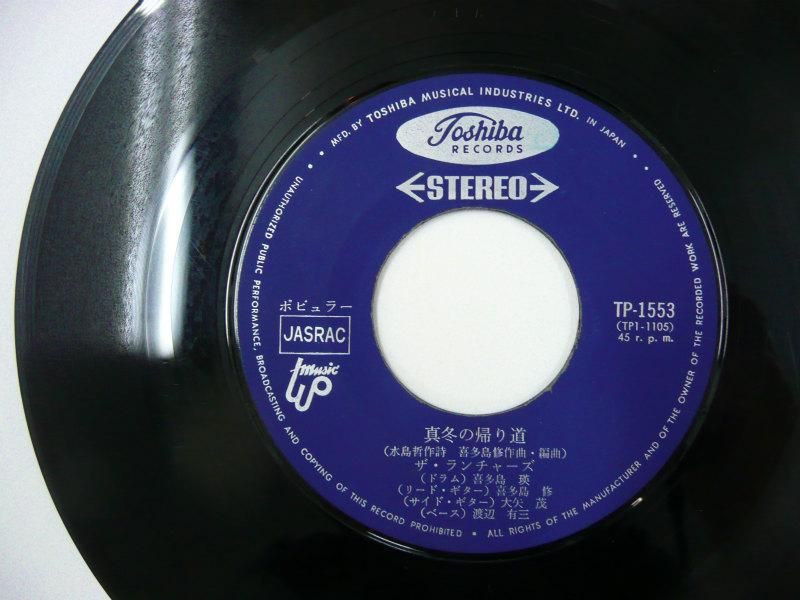 MFD. BY TOSHIBA MUSICAL INDUSTRIES LTD. IN JAPAN
Toshiba
RECORDS
STEREO
ポピュラー
JASRAC
music
UP
TP-1553
(TP1-1105)
45 r. p. m.
真冬の帰り道
(水島哲作詩 喜多島修作曲・編曲)
ザ・ランチャーズ
(ドラム) 喜多島 瑛
(リード・ギター) 喜多島 修
(サイド・ギター) 大矢 茂
(ベース) 渡辺 有三
UNAUTHORIZED PUBLIC PERFORMANCE, BROADCASTING AND COPYING OF THIS RECORD PROHIBITED • ALL RIGHTS OF THE MANUFACTURER AND OF THE OWNER OF THE RECORDED WORK ARE RESERVED